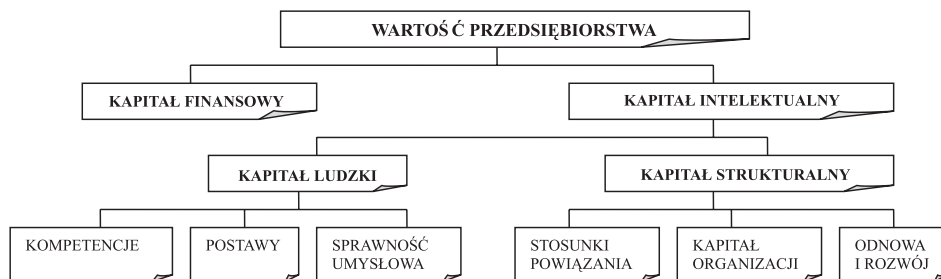 WARTOŚĆ PRZEDSIĘBIORSTWA
KAPITAŁ FINANSOWY
KAPITAŁ INTELEKTUALNY
KAPITAŁ LUDZKI
KAPITAŁ STRUKTURALNY
KOMPETENCJE
POSTAWY
SPRAWNOŚĆ
UMYSŁOWA
STOSUNKI
POWIĄZANIA
KAPITAŁ
ORGANIZACJI
ODNOWA
I ROZWÓJ